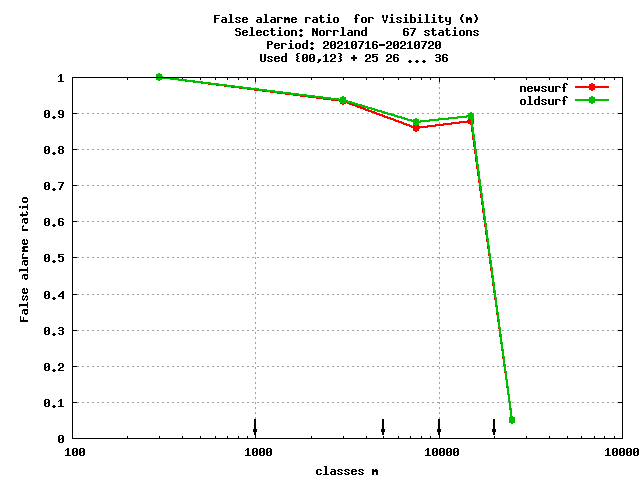 False alarme ratio  for Visibility (m)
Selection: Norrland     67 stations
Period: 20210716-20210720
Used {00,12} + 25 26 ... 36
newsurf
oldsurf
1
0.9
0.8
0.7
0.6
0.5
0.4
0.3
0.2
0.1
0
False alarme ratio
100 1000 10000 10000
classes m